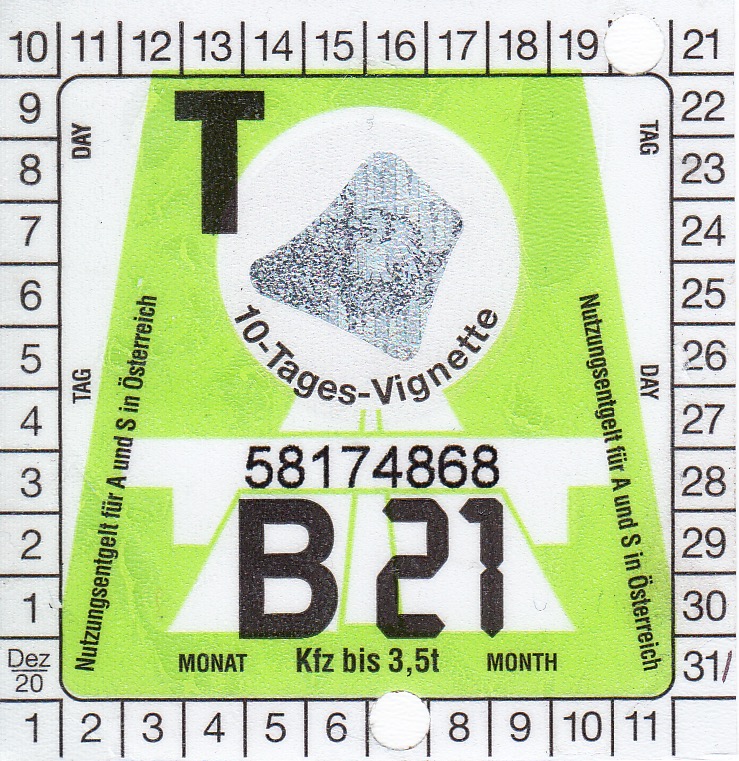 10 11 12 13 14 15 16 17 18 19 21
9
8
7
6
5
4
3
2
1
Dez
20
DAY
TAG
Nutzungsentgelt für A und S in Österreich
T
10-Tages-Vignette
58174868
B 21
MONAT Kfz bis 3,5t MONTH
TAG
DAY
Nutzungsentgelt für A und S in Österreich
22
23
24
25
26
27
28
29
30
31/
1 2 3 4 5 6 8 9 10 11